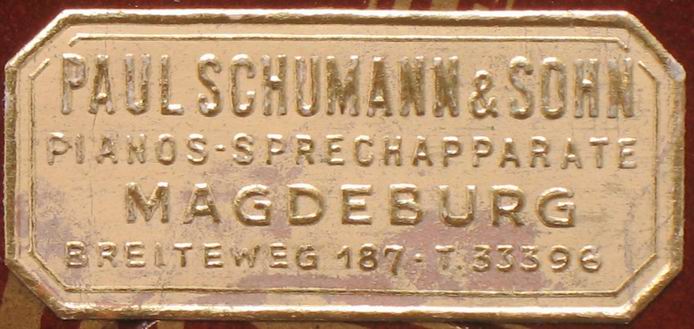 PAUL SCHUMANN & SOHN
PIANOS-SPRECHAPPARATE
MAGDEBURG
BREITEWEG 187 - T. 33396